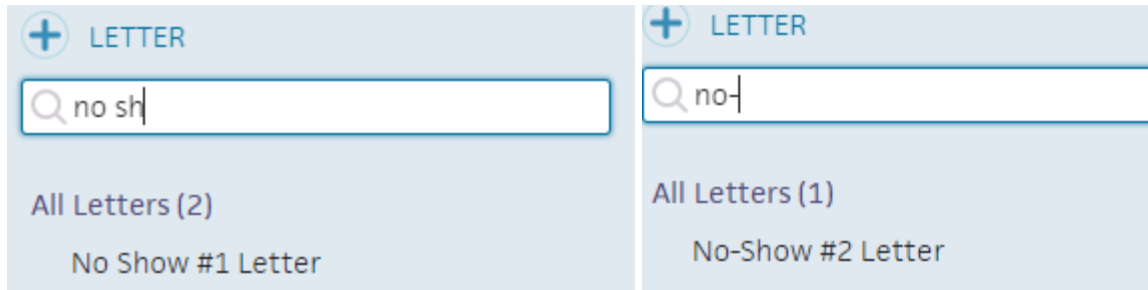 LETTER
no sh
All Letters (2)
No Show #1 Letter
LETTER
no-
All Letters (1)
No-Show #2 Letter